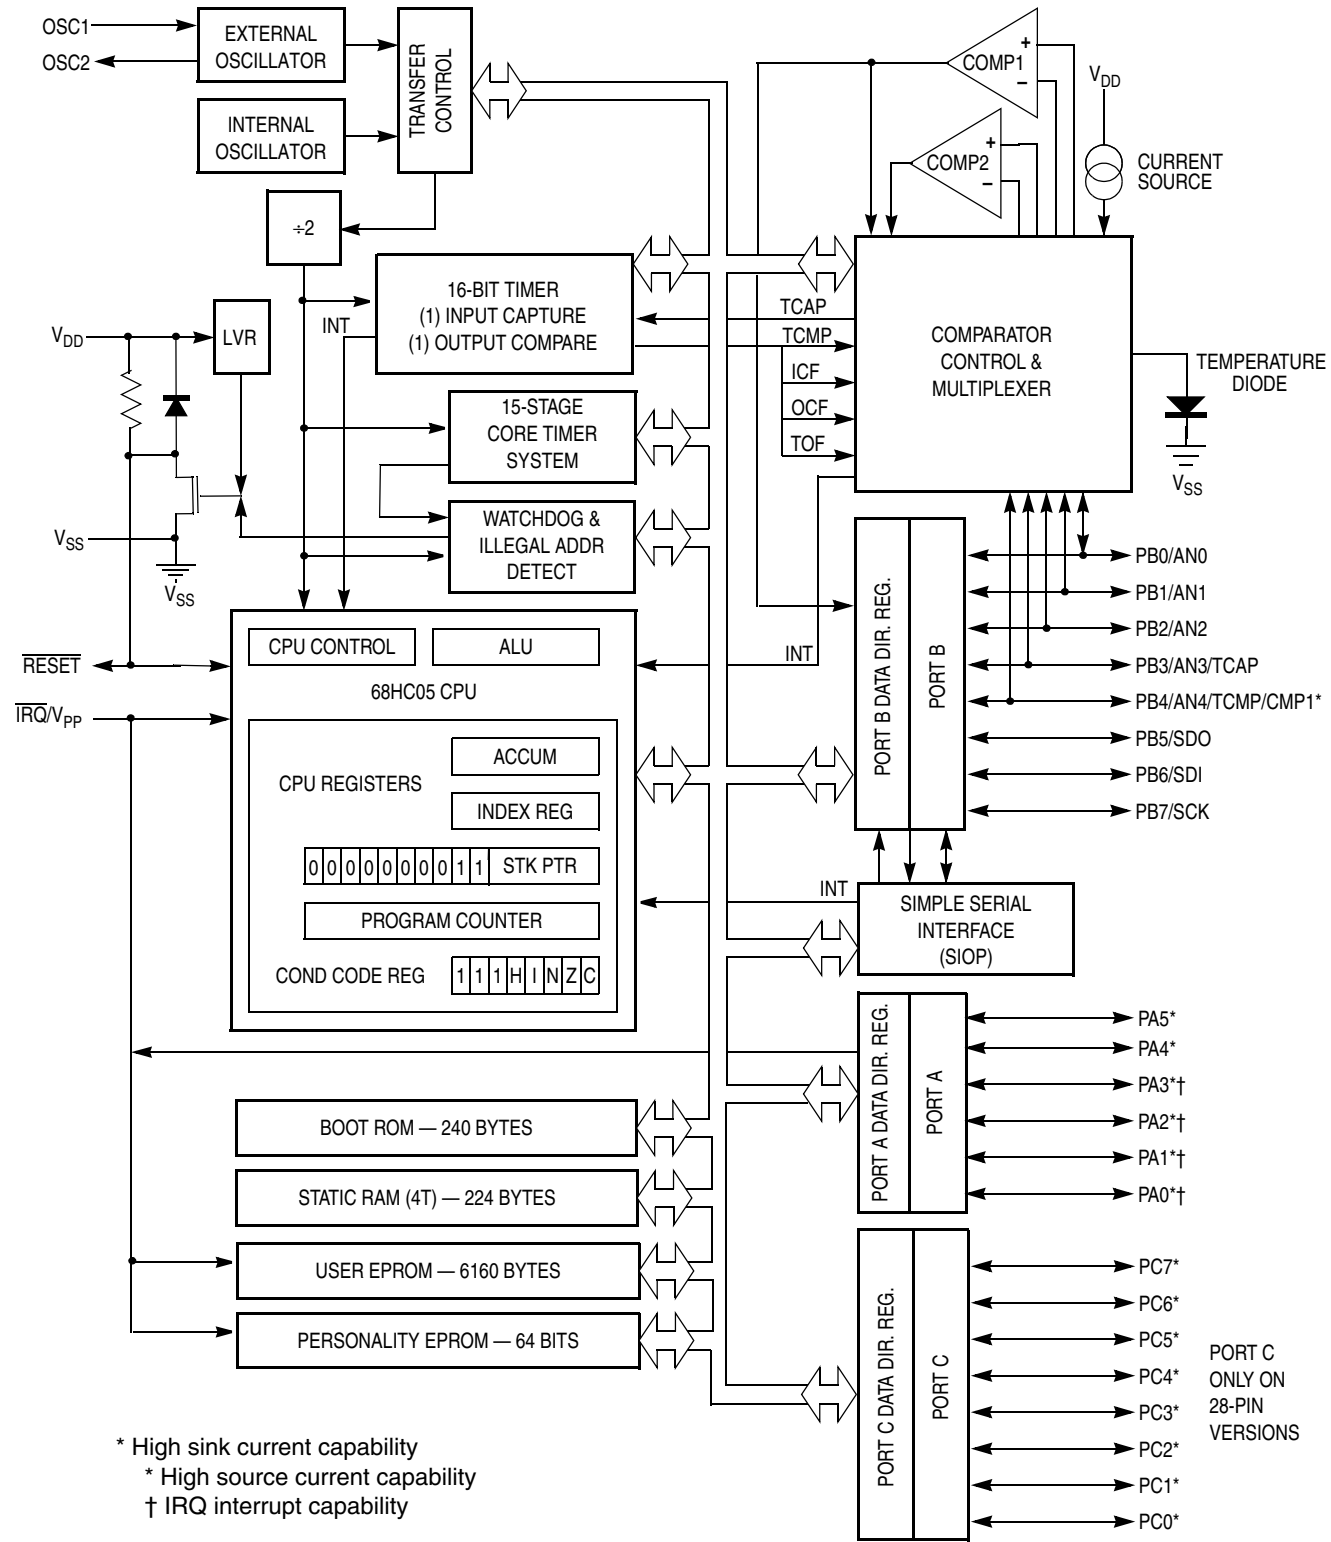 OSC1
OSC2
EXTERNAL
OSCILLATOR
INTERNAL
OSCILLATOR
TRANSFER
CONTROL
÷2
COMP1
+
–
COMP2
+
–
VDD
CURRENT
SOURCE
16-BIT TIMER
(1) INPUT CAPTURE
(1) OUTPUT COMPARE
INT
VDD
LVR
TCAP
TCMP
ICF
OCF
TOF
COMPARATOR
CONTROL &
MULTIPLEXER
TEMPERATURE
DIODE
VSS
15-STAGE
CORE TIMER
SYSTEM
WATCHDOG &
ILLEGAL ADDR
DETECT
VSS
VSS
RESET
IRQ/VPP
CPU CONTROL
ALU
68HC05 CPU
INT
CPU REGISTERS
ACCUM
INDEX REG
0 0 0 0 0 0 0 0 1 1 STK PTR
PROGRAM COUNTER
COND CODE REG
1 1 1 H I N Z C
PORT B DATA DIR. REG.
PORT B
PB0/AN0
PB1/AN1
PB2/AN2
PB3/AN3/TCAP
PB4/AN4/TCMP/CMP1*
PB5/SDO
PB6/SDI
PB7/SCK
INT
SIMPLE SERIAL
INTERFACE
(SIOP)
PORT A DATA DIR. REG.
PORT A
PA5*
PA4*
PA3*†
PA2*†
PA1*†
PA0*†
BOOT ROM — 240 BYTES
STATIC RAM (4T) — 224 BYTES
USER EPROM — 6160 BYTES
PERSONALITY EPROM — 64 BITS
PORT C DATA DIR. REG.
PORT C
PC7*
PC6*
PC5*
PC4*
PC3*
PC2*
PC1*
PC0*
PORT C
ONLY ON
28-PIN
VERSIONS
* High sink current capability
* High source current capability
† IRQ interrupt capability